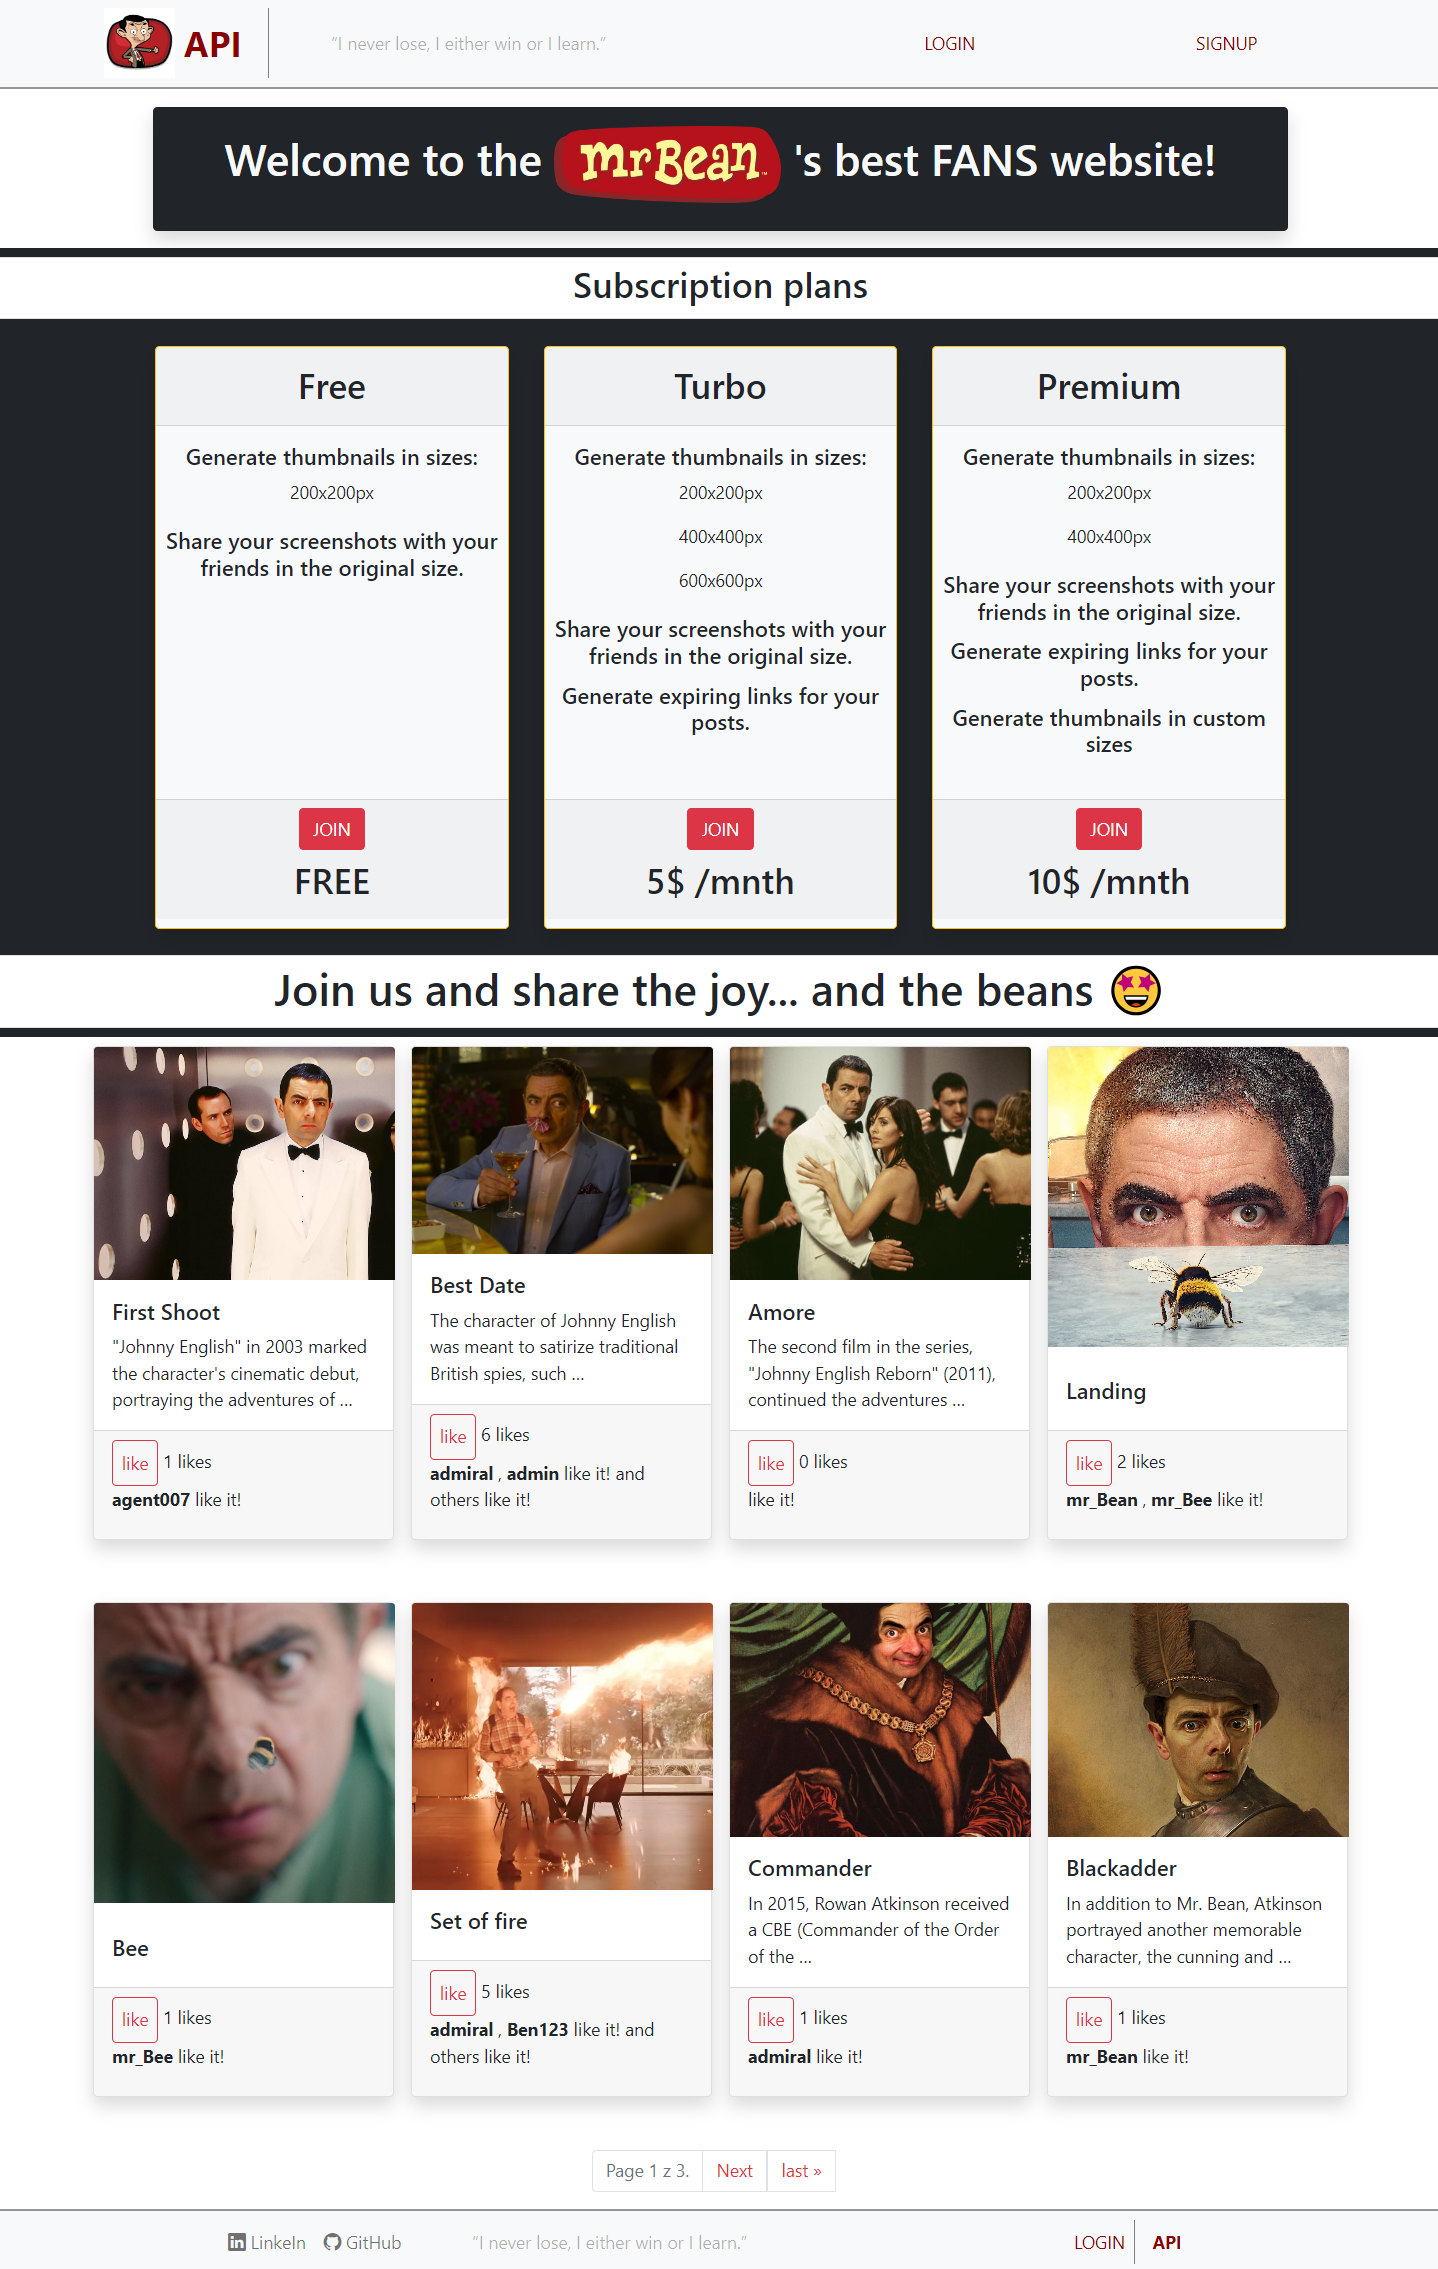 API
“I never lose, I either win or I learn.”
LOGIN
SIGNUP
Welcome to the mrBean™ 's best FANS website!
Subscription plans
Free
Generate thumbnails in sizes:
200x200px
Share your screenshots with your
friends in the original size.
JOIN
FREE
Turbo
Generate thumbnails in sizes:
200x200px
400x400px
600x600px
Share your screenshots with your
friends in the original size.
Generate expiring links for your
posts.
JOIN
5$ /mnth
Premium
Generate thumbnails in sizes:
200x200px
400x400px
Share your screenshots with your
friends in the original size.
Generate expiring links for your
posts.
Generate thumbnails in custom
sizes
JOIN
10$ /mnth
Join us and share the joy... and the beans 🤩
First Shoot
"Johnny English" in 2003 marked
the character's cinematic debut,
portraying the adventures of …
like 1 likes
agent007 like it!
Best Date
The character of Johnny English
was meant to satirize traditional
British spies, such …
like 6 likes
admiral , admin like it! and
others like it!
Amore
The second film in the series,
"Johnny English Reborn" (2011),
continued the adventures …
like 0 likes
like it!
Landing
like 2 likes
mr_Bean , mr_Bee like it!
Bee
like 1 likes
mr_Bee like it!
Set of fire
like 5 likes
admiral , Ben123 like it! and
others like it!
Commander
In 2015, Rowan Atkinson received
a CBE (Commander of the Order
of the …
like 1 likes
admiral like it!
Blackadder
In addition to Mr. Bean, Atkinson
portrayed another memorable
character, the cunning and …
like 1 likes
mr_Bean like it!
Page 1 z 3.
Next
last »
LinkeIn
GitHub
“I never lose, I either win or I learn.”
LOGIN
API